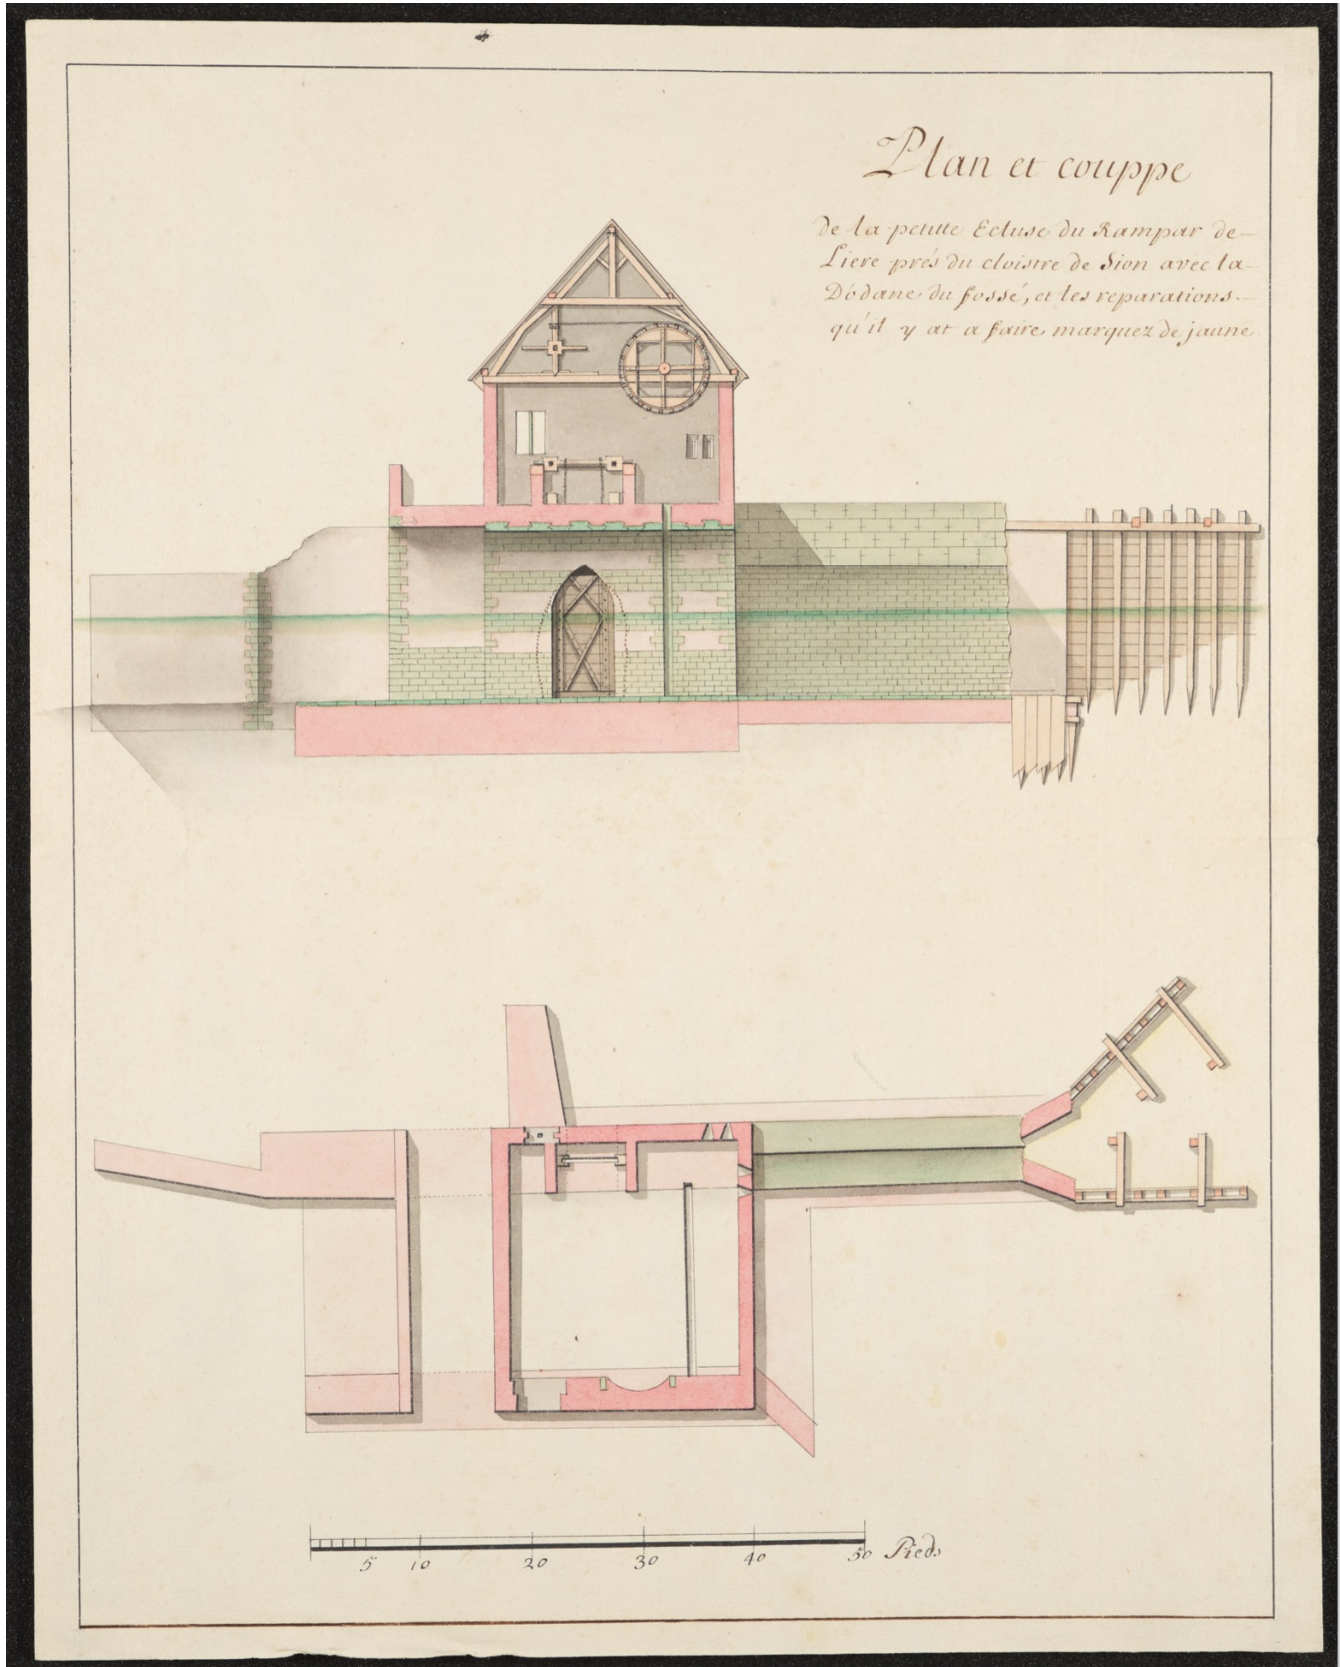 Plan et couppe
de la petitte Ecluse du Rampar de
Liere prés du cloistre de Sion avec la
Dódane du fossé, et les reparations
qu'il y at a faire marquez de jaune
5 10 20 30 40 50 Pieds